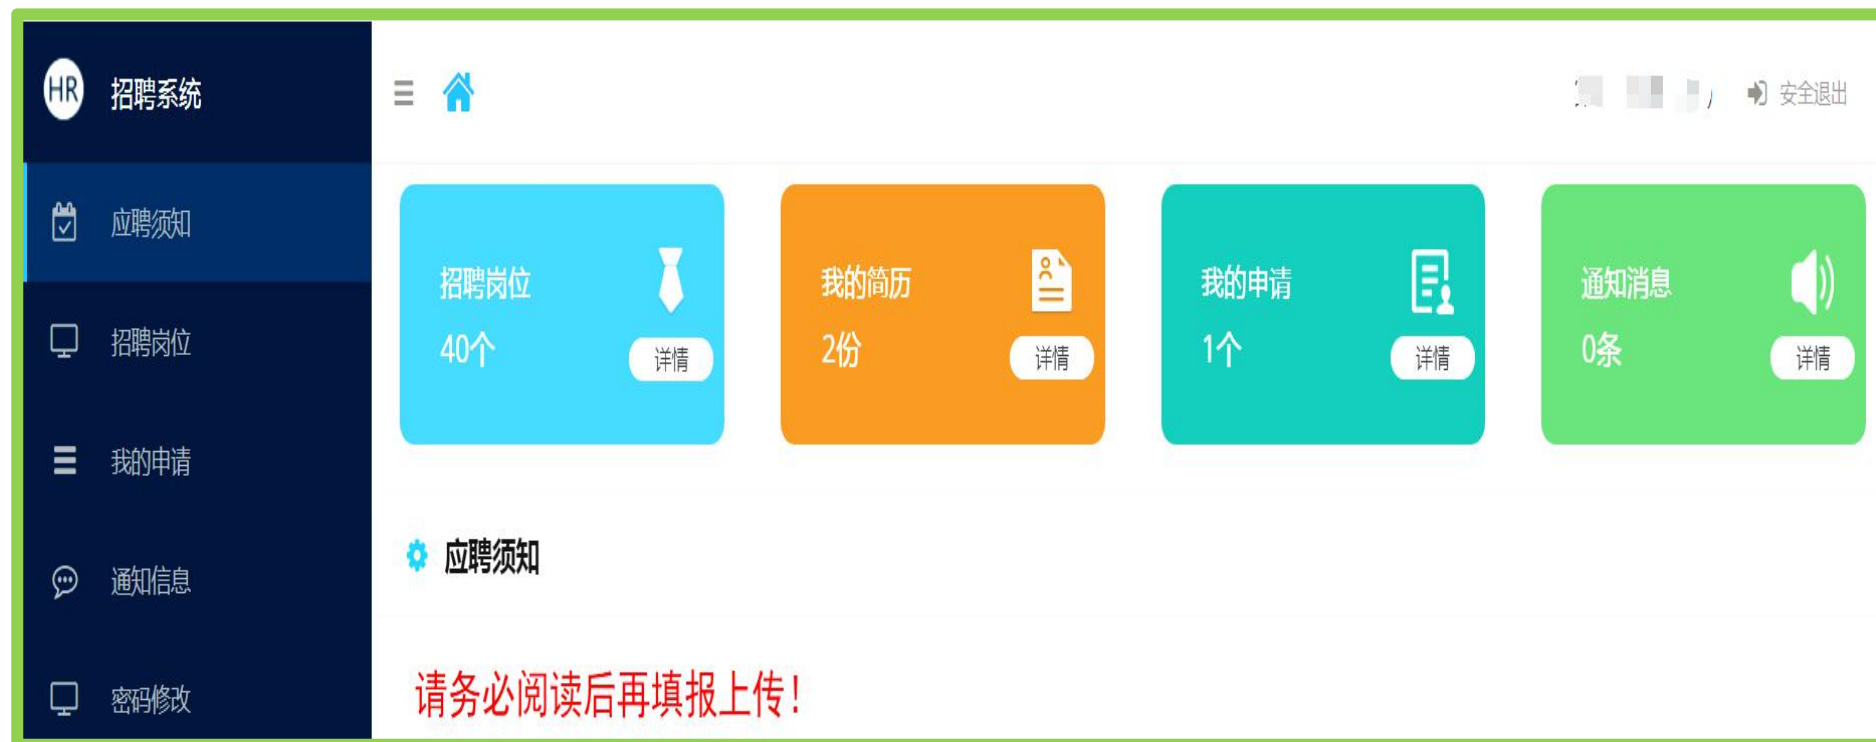 HR 招聘系统
安全退出
应聘须知
招聘岗位
我的申请
通知信息
密码修改
招聘岗位
40个
详情
我的简历
2份
详情
我的申请
1个
详情
通知消息
0条
详情
应聘须知
请务必阅读后再填报上传！